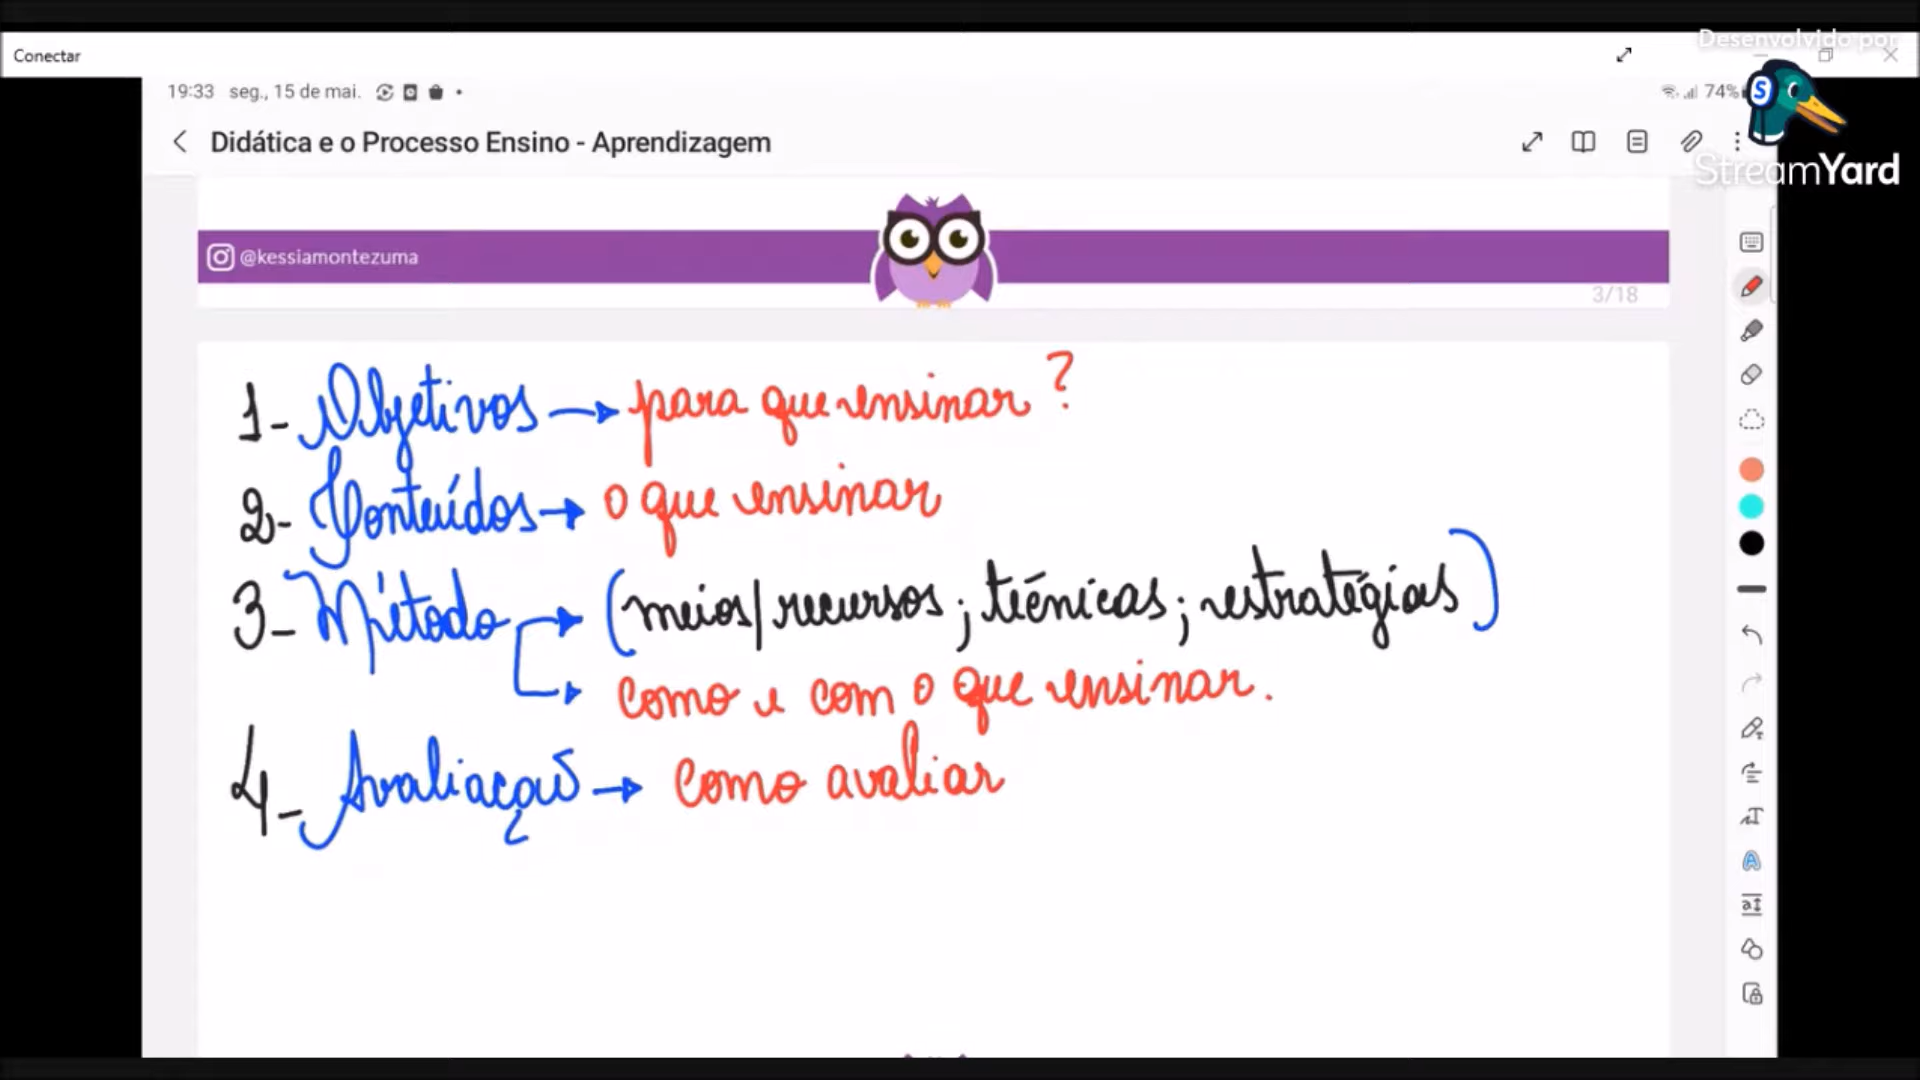 Desenvolvido por
Conectar
19:33 seg., 15 de mai.
74%
Didática e o Processo Ensino - Aprendizagem
StreamYard
@kessiamontezuma
3/18
1- Objetivos → para que ensinar?
2- Conteúdos → o que ensinar
3- Método → (meios/recursos; técnicas; estratégias)
→ como e com o que ensinar.
4- Avaliação → como avaliar